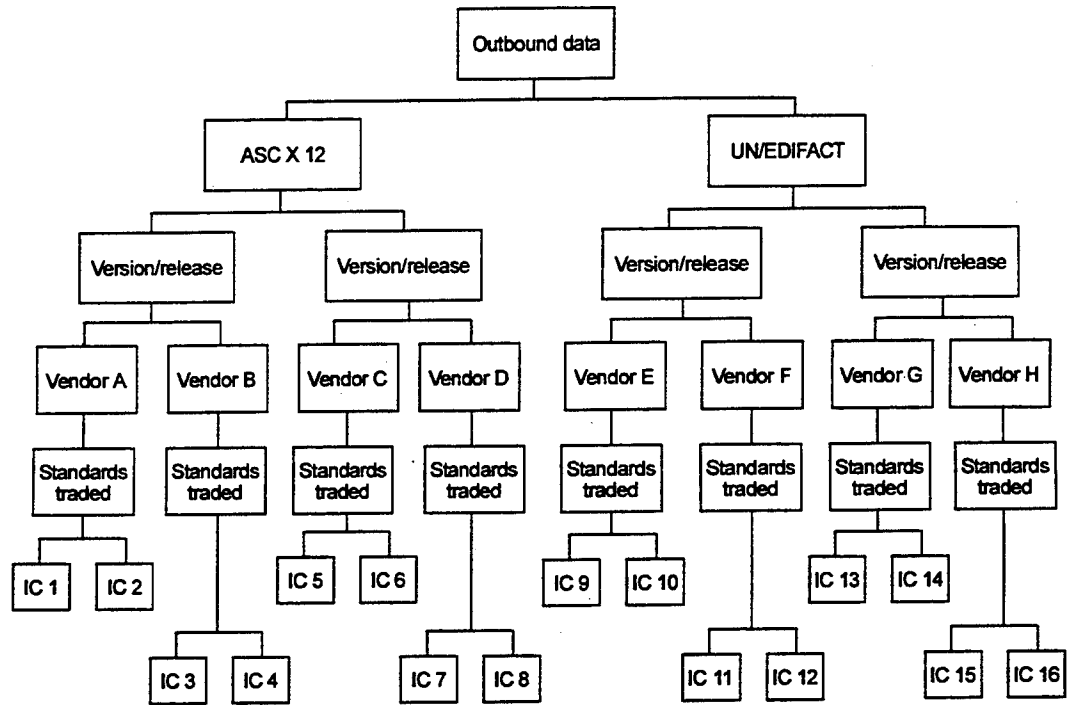 Outbound data
ASC X 12
UN/EDIFACT
Version/release
Version/release
Version/release
Version/release
Vendor A
Vendor B
Vendor C
Vendor D
Vendor E
Vendor F
Vendor G
Vendor H
Standards
traded
Standards
traded
Standards
traded
Standards
traded
Standards
traded
Standards
traded
Standards
traded
Standards
traded
IC 1
IC 2
IC 5
IC 6
IC 9
IC 10
IC 13
IC 14
IC 3
IC 4
IC 7
IC 8
IC 11
IC 12
IC 15
IC 16